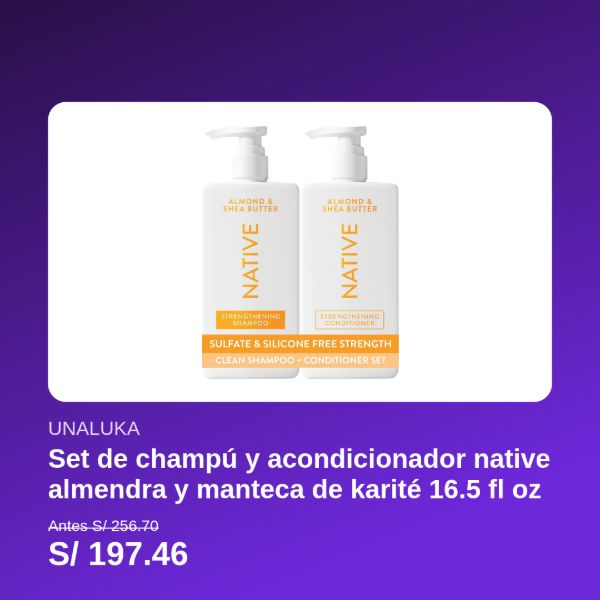 ALMOND &
SHEA BUTTER
NATIVE
STRENGTHENING
SHAMPOO
ALMOND &
SHEA BUTTER
NATIVE
STRENGTHENING
CONDITIONER
SULFATE & SILICONE FREE STRENGTH
CLEAN SHAMPOO + CONDITIONER SET
UNALUKA
Set de champú y acondicionador native
almendra y manteca de karité 16.5 fl oz
Antes S/ 256.70
S/ 197.46